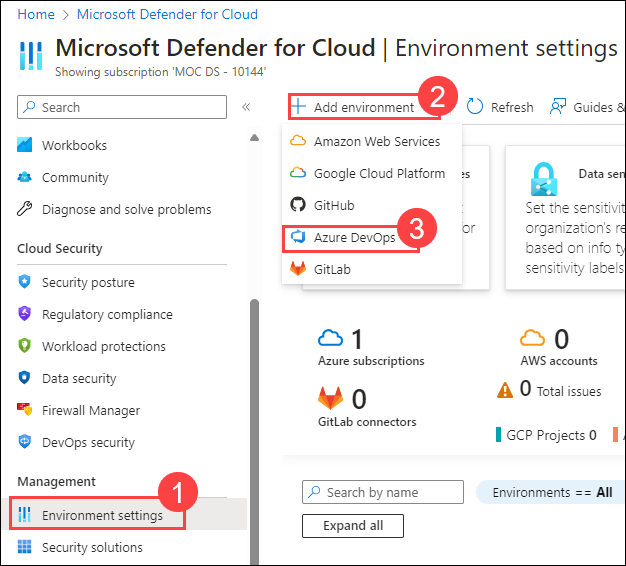 Home > Microsoft Defender for Cloud >
Microsoft Defender for Cloud | Environment settings
Showing subscription 'MOC DS - 10144'
Search
«
2
Add environment
Refresh
Guides &
Workbooks
Community
Diagnose and solve problems
Cloud Security
Security posture
Regulatory compliance
Workload protections
Data security
Firewall Manager
DevOps security
Management
1
Environment settings
Security solutions
Amazon Web Services
Google Cloud Platform
GitHub
3
Azure DevOps
GitLab
es
for
Data sen
Set the sensitivity
organization's re
based on info typ
sensitivity labels
1
Azure subscriptions
0
AWS accounts
0
GitLab connectors
0 Total issues
GCP Projects 0
Search by name
Environments == All
Expand all